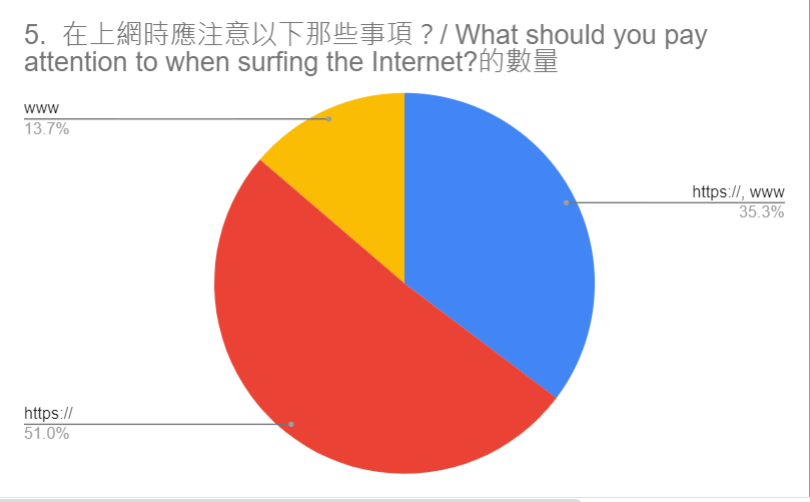 5.  在上網時應注意以下那些事項？/ What should you pay
attention to when surfing the Internet?的數量
www
13.7%
https://, www
35.3%
https://
51.0%